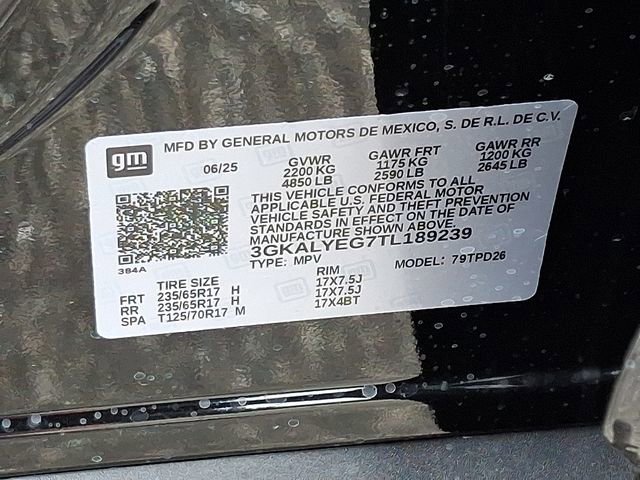 gm MFD BY GENERAL MOTORS DE MEXICO, S. DE R.L. DE C.V.
06/25 GVWR GAWR FRT GAWR RR
2200 KG 1175 KG 1200 KG
4850 LB 2590 LB 2645 LB
THIS VEHICLE CONFORMS TO ALL
APPLICABLE U.S. FEDERAL MOTOR
VEHICLE SAFETY AND THEFT PREVENTION
STANDARDS IN EFFECT ON THE DATE OF
MANUFACTURE SHOWN ABOVE.
3GKALYEG7TL189239
TYPE: MPV MODEL: 79TPD26
384A
TIRE SIZE RIM
FRT 235/65R17 H 17X7.5J
RR 235/65R17 H 17X7.5J
SPA T125/70R17 M 17X4BT